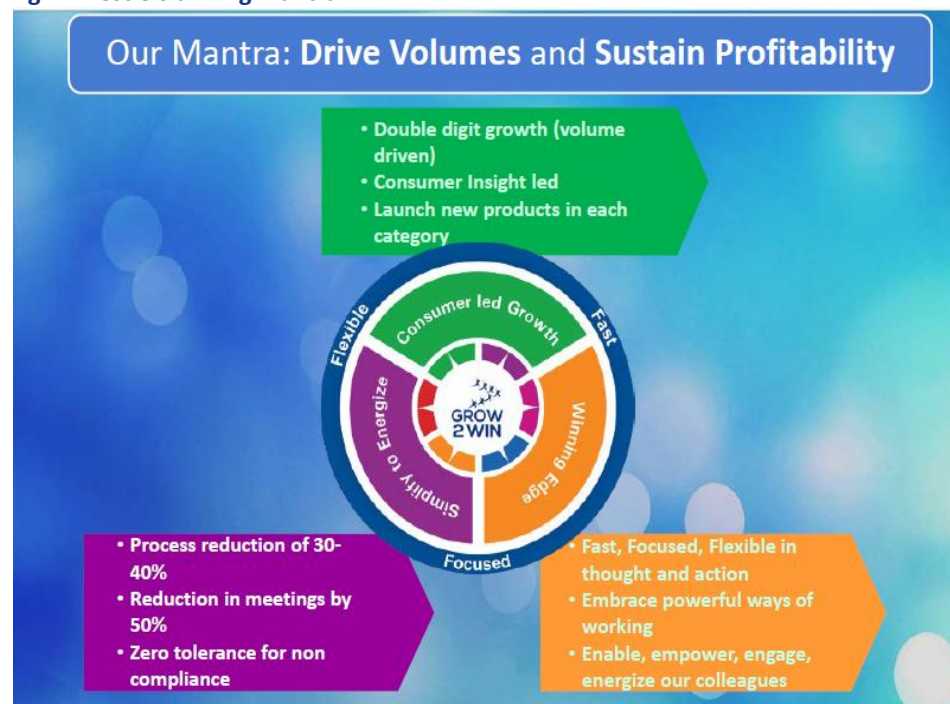 Our Mantra: Drive Volumes and Sustain Profitability
• Double digit growth (volume
driven)
• Consumer Insight led
• Launch new products in each
category
Flexible
Fast
Focused
Consumer led Growth
Simplify to Energize
Winning Edge
GROW
2WIN
• Process reduction of 30-
40%
• Reduction in meetings by
50%
• Zero tolerance for non
compliance
• Fast, Focused, Flexible in
thought and action
• Embrace powerful ways of
working
• Enable, empower, engage,
energize our colleagues